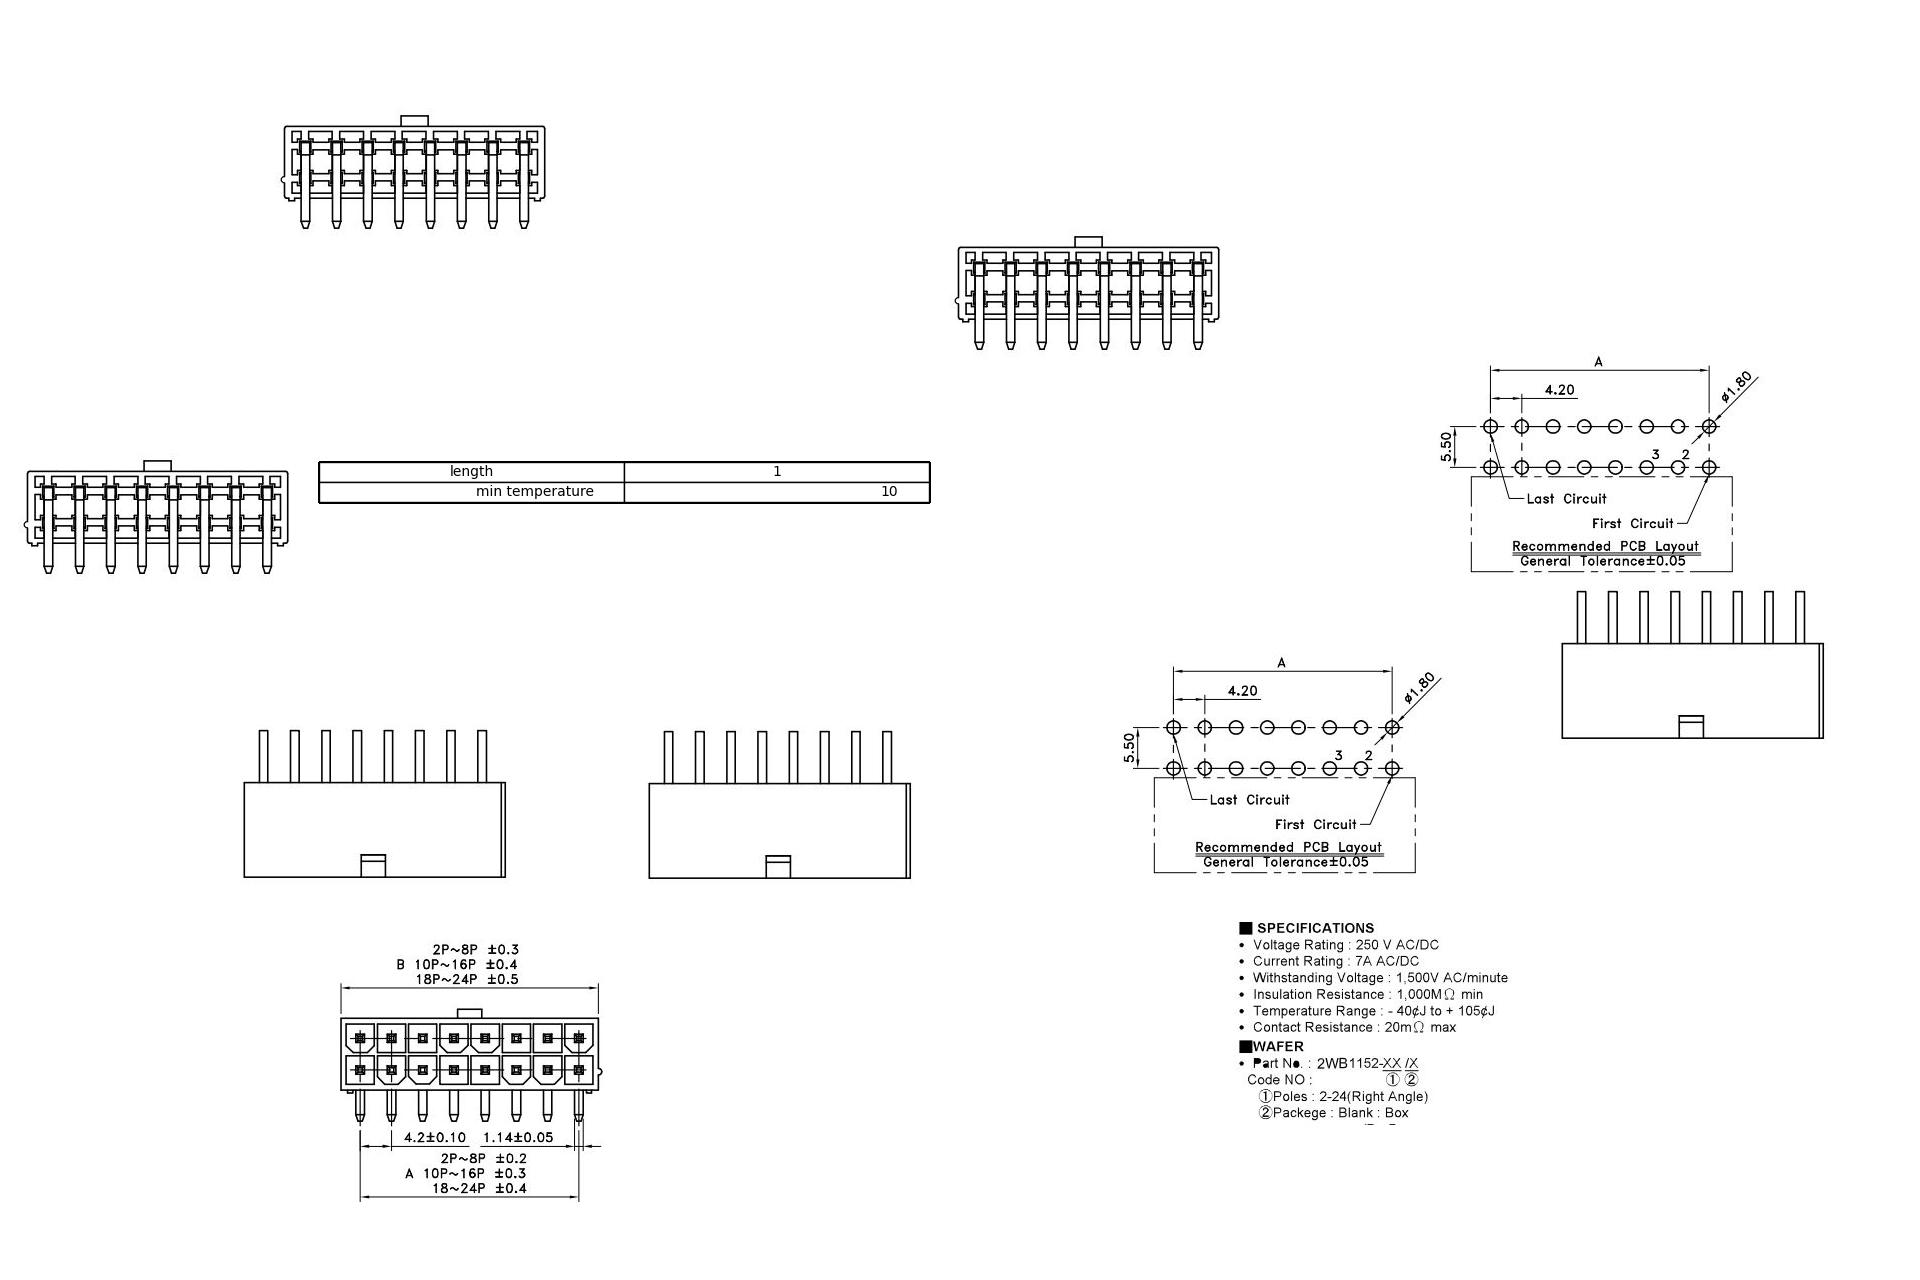 A
4.20
ø1.80
5.50
3 2
Last Circuit
First Circuit
Recommended PCB Layout
General Tolerance±0.05
length 1
min temperature 10
A
4.20
ø1.80
5.50
3 2
Last Circuit
First Circuit
Recommended PCB Layout
General Tolerance±0.05
■ SPECIFICATIONS
• Voltage Rating : 250 V AC/DC
• Current Rating : 7A AC/DC
• Withstanding Voltage : 1,500V AC/minute
• Insulation Resistance : 1,000MΩ min
• Temperature Range : - 40¢J to + 105¢J
• Contact Resistance : 20mΩ max
■WAFER
• Part No. : 2WB1152-XX /X
Code NO : ① ②
①Poles : 2-24(Right Angle)
②Packege : Blank : Box
2P~8P ±0.3
B 10P~16P ±0.4
18P~24P ±0.5
4.2±0.10 1.14±0.05
2P~8P ±0.2
A 10P~16P ±0.3
18~24P ±0.4